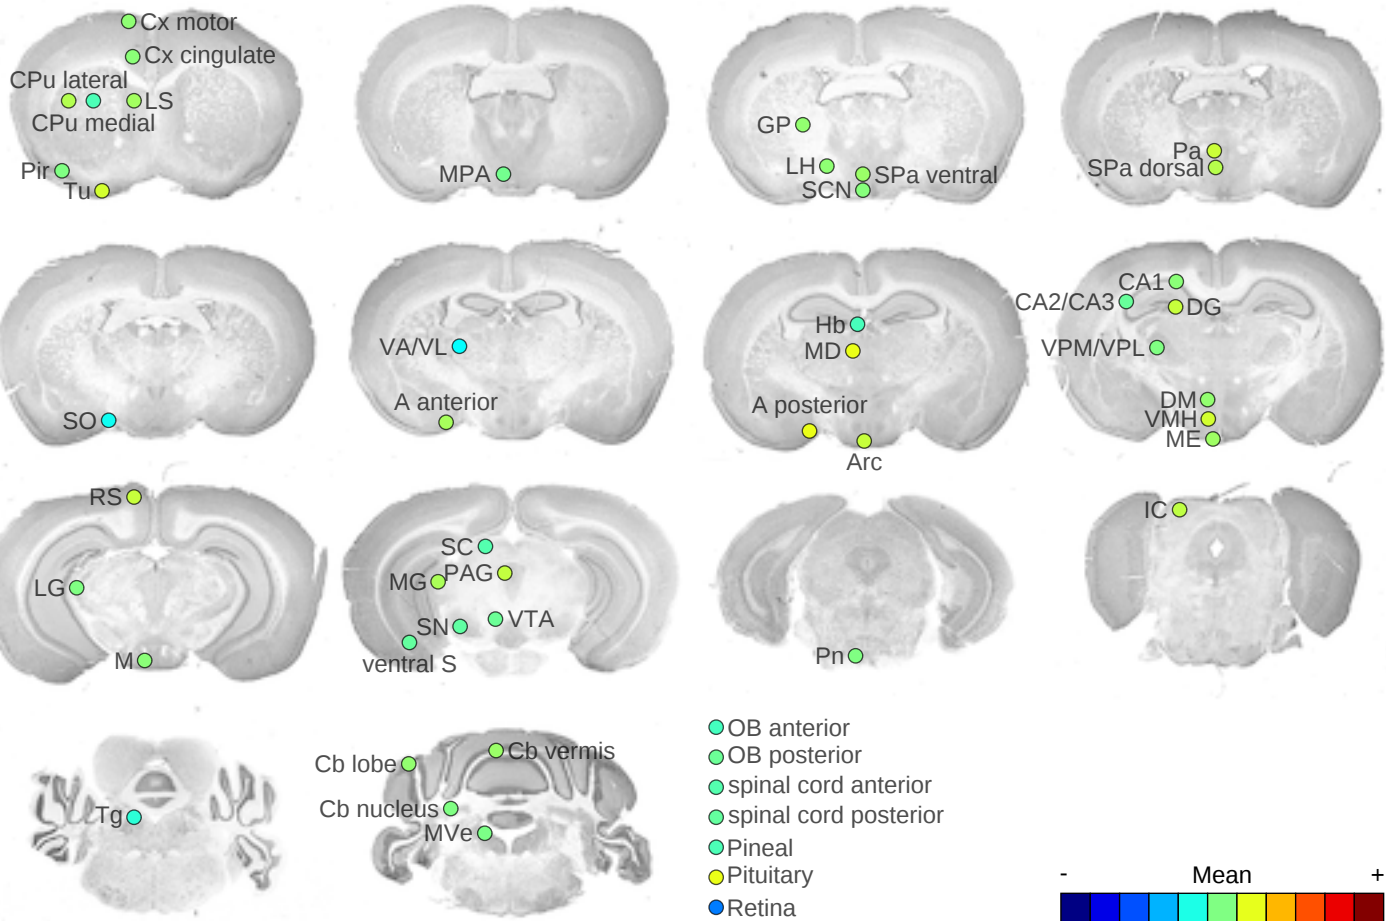 Cx motor
Cx cingulate
CPu lateral
LS
CPu medial
Pir
Tu
MPA
GP
LH
SPa ventral
SCN
Pa
SPa dorsal
SO
VA/VL
A anterior
Hb
MD
A posterior
Arc
CA1
CA2/CA3
DG
VPM/VPL
DM
VMH
ME
RS
LG
M
SC
MG
PAG
SN
VTA
ventral S
Pn
IC
Tg
Cb lobe
Cb vermis
Cb nucleus
MVe
OB anterior
OB posterior
spinal cord anterior
spinal cord posterior
Pineal
Pituitary
Retina
- Mean +